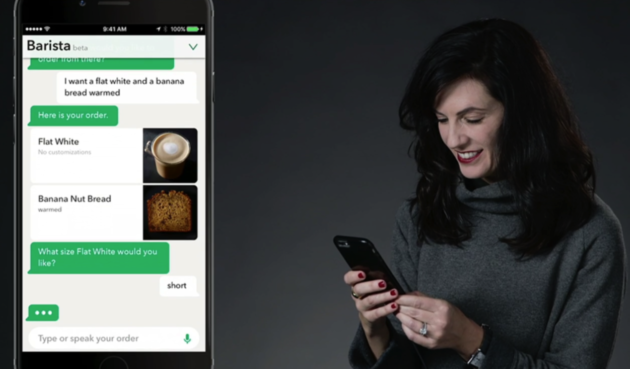 9:41 AM
100%
Barista beta
order from there?
I want a flat white and a banana
bread warmed
Here is your order.
Flat White
No customizations
Banana Nut Bread
warmed
What size Flat White would you
like?
short
Type or speak your order